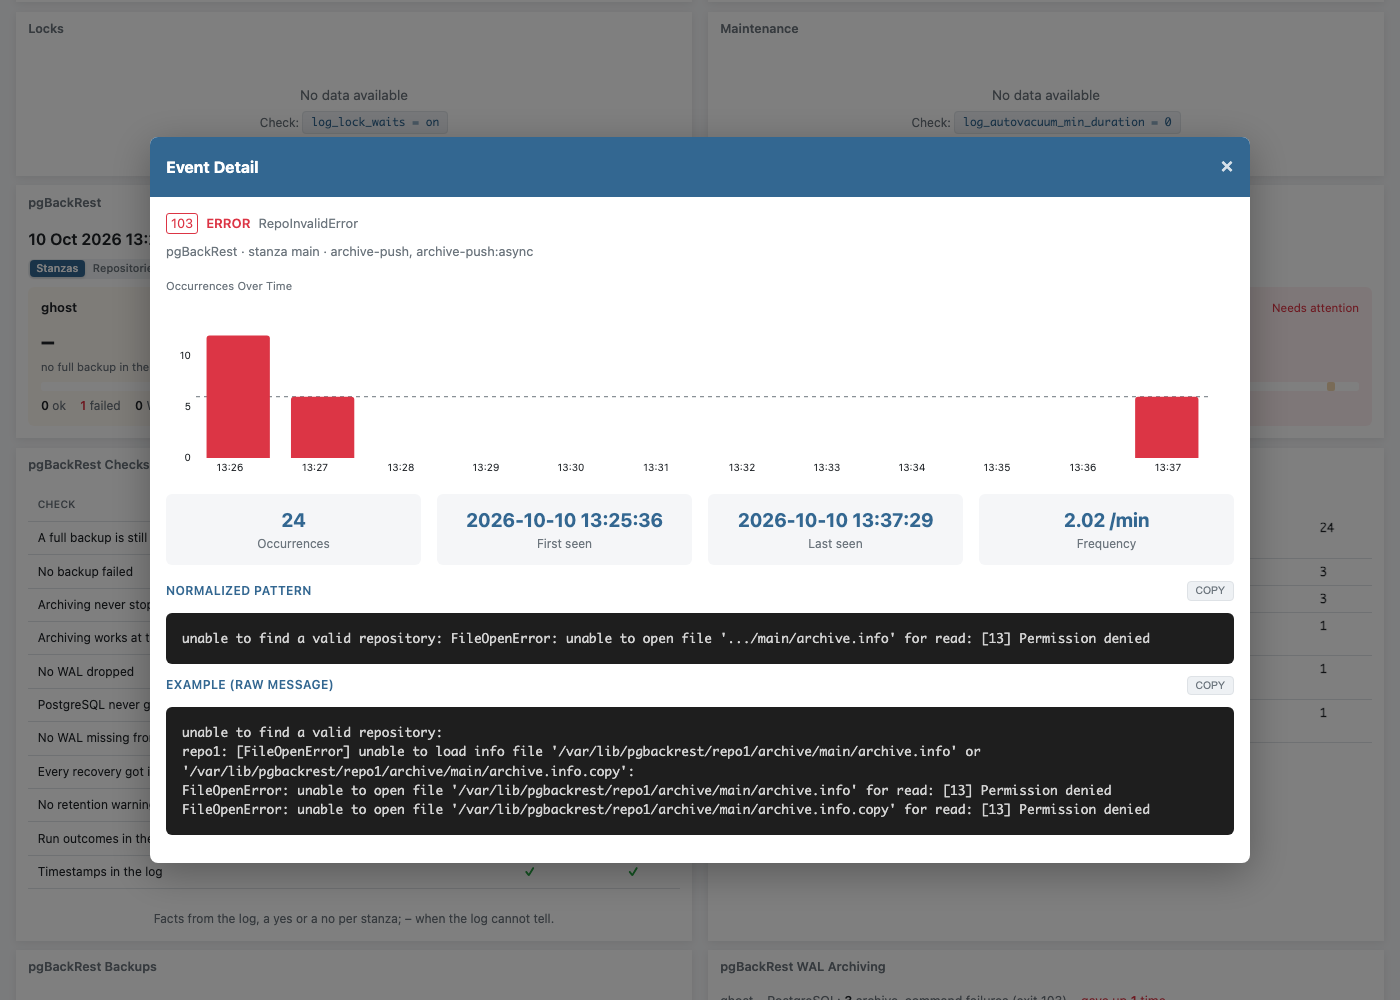 Locks
Maintenance
No data available
Check: log_lock_waits = on
No data available
Check: log_autovacuum_min_duration = 0
Event Detail
×
103 ERROR RepoInvalidError
pgBackRest · stanza main · archive-push, archive-push:async
Occurrences Over Time
10
5
0
13:26 13:27 13:28 13:29 13:30 13:31 13:32 13:33 13:34 13:35 13:36 13:37
24
Occurrences
2026-10-10 13:25:36
First seen
2026-10-10 13:37:29
Last seen
2.02 /min
Frequency
NORMALIZED PATTERN
COPY
unable to find a valid repository: FileOpenError: unable to open file '.../main/archive.info' for read: [13] Permission denied
EXAMPLE (RAW MESSAGE)
COPY
unable to find a valid repository:
repo1: [FileOpenError] unable to load info file '/var/lib/pgbackrest/repo1/archive/main/archive.info' or
'/var/lib/pgbackrest/repo1/archive/main/archive.info.copy':
FileOpenError: unable to open file '/var/lib/pgbackrest/repo1/archive/main/archive.info' for read: [13] Permission denied
FileOpenError: unable to open file '/var/lib/pgbackrest/repo1/archive/main/archive.info.copy' for read: [13] Permission denied
pgBackRest
10 Oct 2026 13:
Stanzas
ghost
–
no full backup in the
0 ok 1 failed 0
Needs attention
pgBackRest Checks
CHECK
A full backup is still
No backup failed
Archiving never
Archiving works at
No WAL dropped
PostgreSQL never
No WAL missing
Every recovery got
No retention
Run outcomes in the
Timestamps in the log ✓ ✓
Facts from the log, a yes or a no per stanza; – when the log cannot tell.
24
3
3
1
1
1
pgBackRest Backups
pgBackRest WAL Archiving